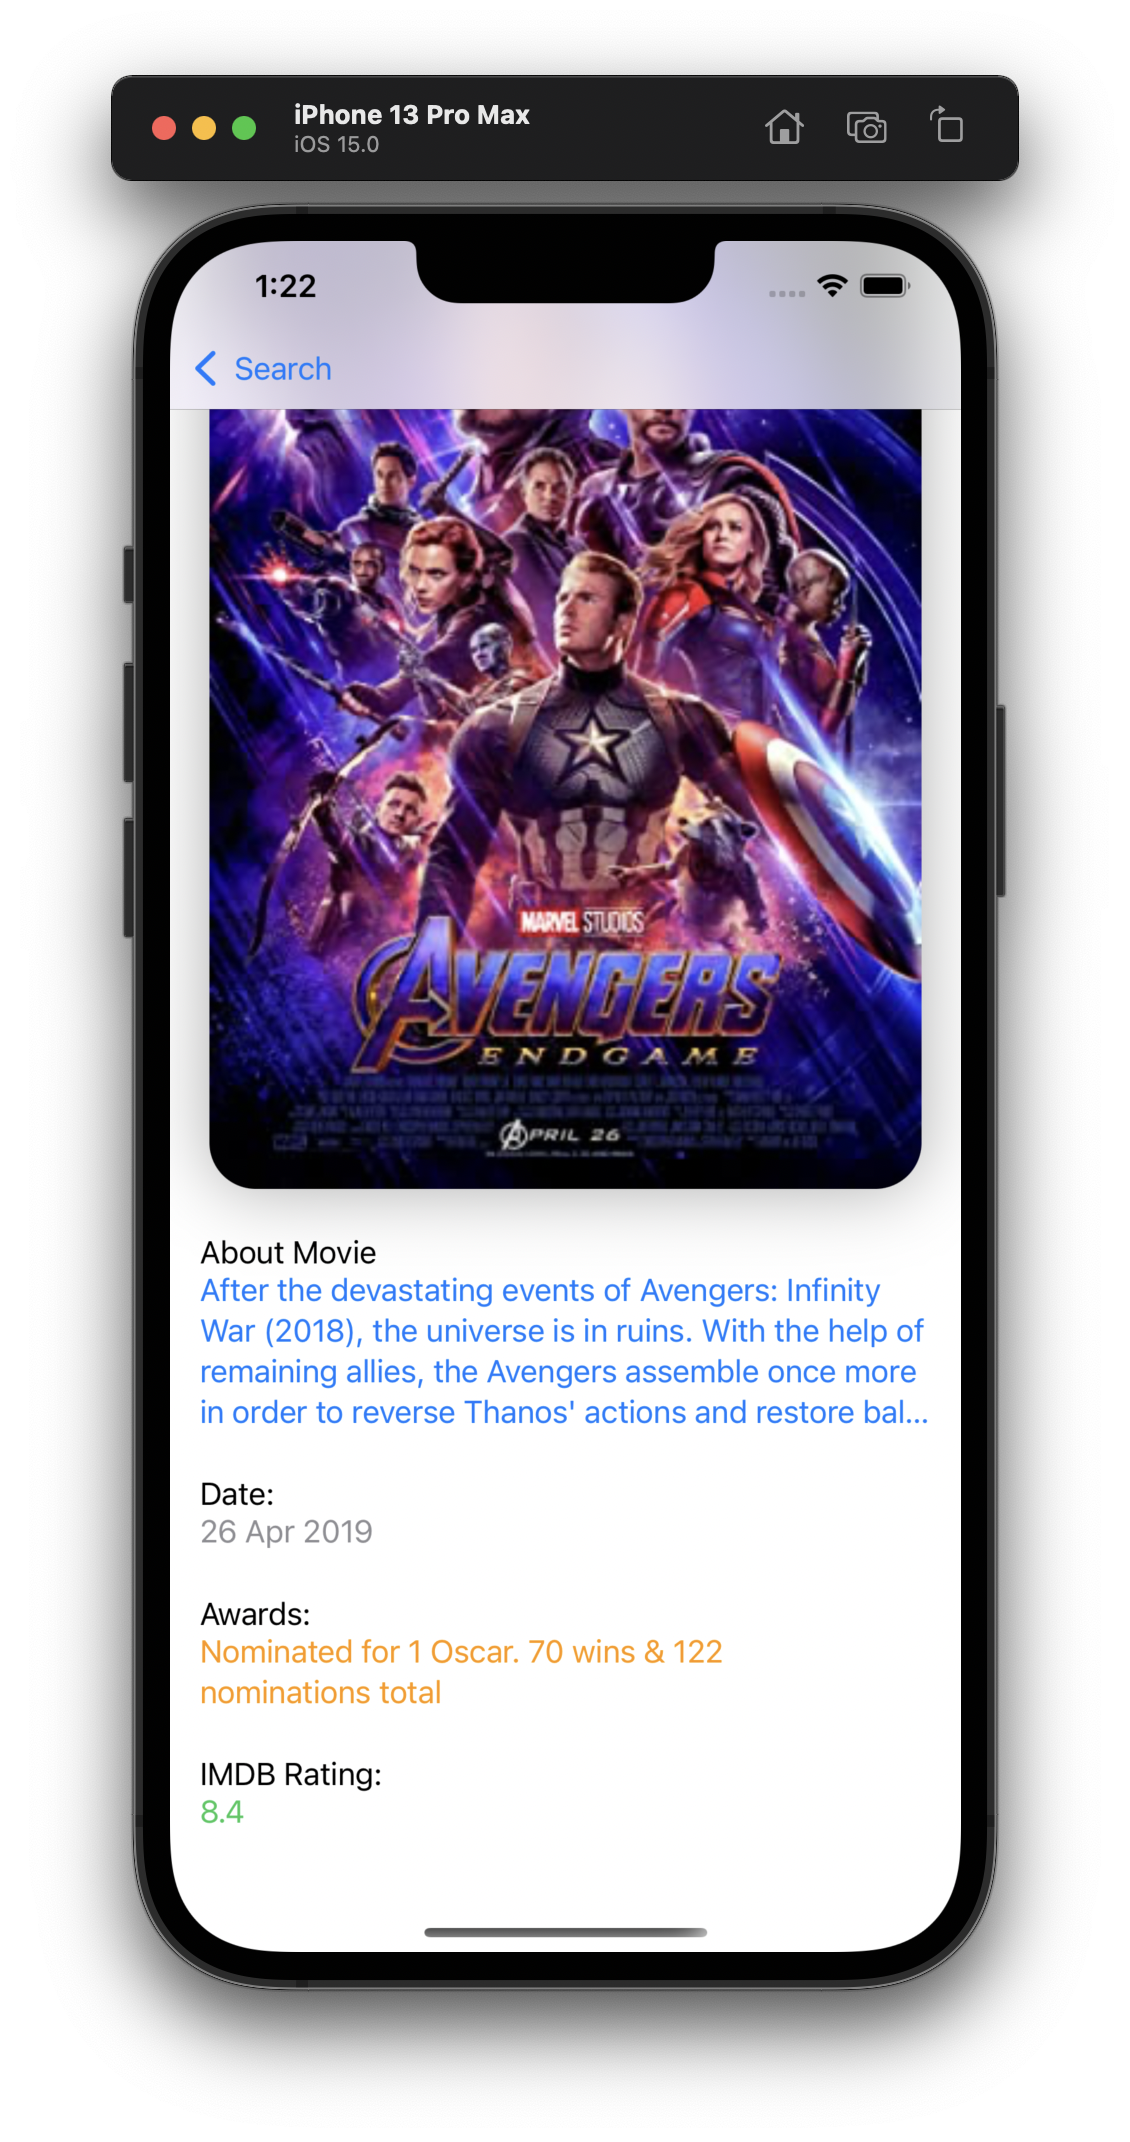 iPhone 13 Pro Max
iOS 15.0
1:22
Search
MARVEL STUDIOS
AVENGERS
ENDGAME
APRIL 26
About Movie
After the devastating events of Avengers: Infinity
War (2018), the universe is in ruins. With the help of
remaining allies, the Avengers assemble once more
in order to reverse Thanos' actions and restore bal...
Date:
26 Apr 2019
Awards:
Nominated for 1 Oscar. 70 wins & 122
nominations total
IMDB Rating:
8.4